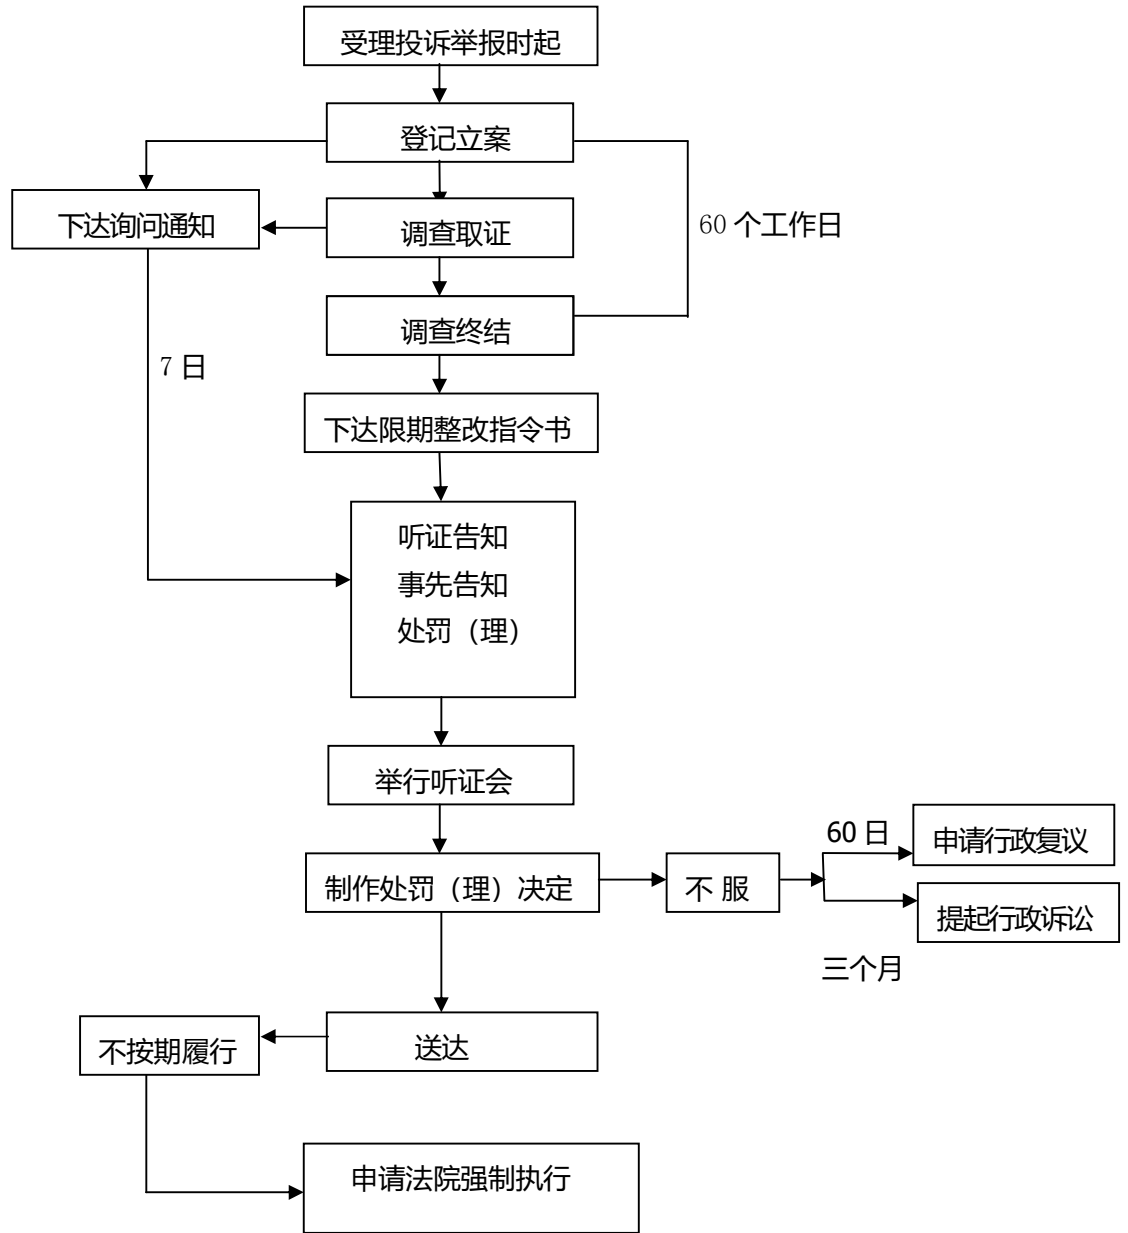 受理投诉举报时起
登记立案
下达询问通知
调查取证
60 个工作日
调查终结
7 日
下达限期整改指令书
听证告知
事先告知
处罚（理）
举行听证会
60 日
申请行政复议
制作处罚（理）决定
不 服
提起行政诉讼
三个月
不按期履行
送达
申请法院强制执行